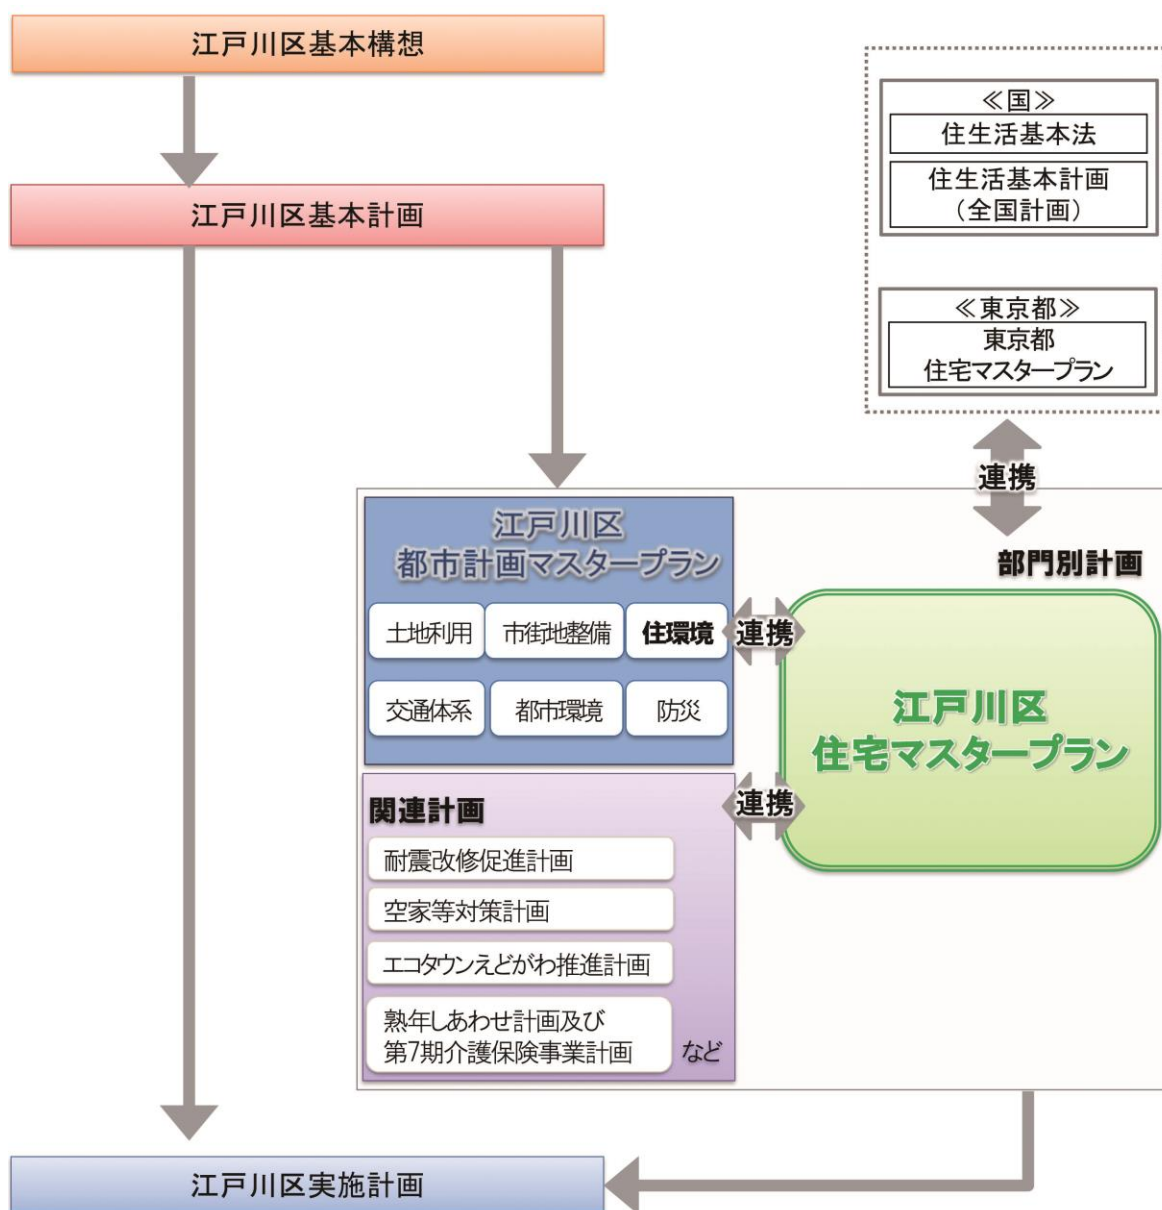 江戸川区基本構想
江戸川区基本計画
≪国≫
住生活基本法
住生活基本計画
（全国計画）
≪東京都≫
東京都
住宅マスタープラン
連携
部門別計画
江戸川区
都市計画マスタープラン
土地利用
市街地整備
住環境
交通体系
都市環境
防災
連携
江戸川区
住宅マスタープラン
連携
関連計画
耐震改修促進計画
空家等対策計画
エコタウンえどがわ推進計画
熟年しあわせ計画及び
第7期介護保険事業計画
など
江戸川区実施計画